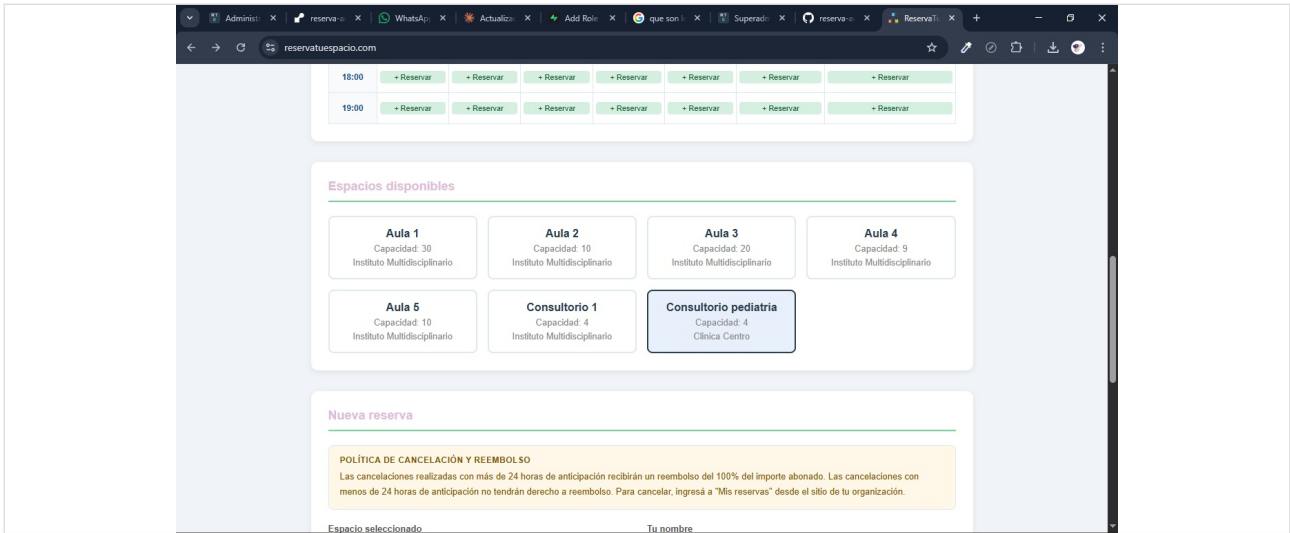 Administ
reserva-a
WhatsAp
Actualiza
Add Role
que son l
Superadn
reserva-a
ReservaTu
reservatuespacio.com
18:00 + Reservar + Reservar + Reservar + Reservar + Reservar + Reservar + Reservar
19:00 + Reservar + Reservar + Reservar + Reservar + Reservar + Reservar + Reservar
Espacios disponibles
Aula 1
Capacidad: 30
Instituto Multidisciplinario
Aula 2
Capacidad: 10
Instituto Multidisciplinario
Aula 3
Capacidad: 20
Instituto Multidisciplinario
Aula 4
Capacidad: 9
Instituto Multidisciplinario
Aula 5
Capacidad: 10
Instituto Multidisciplinario
Consultorio 1
Capacidad: 4
Instituto Multidisciplinario
Consultorio pediatria
Capacidad: 4
Clinica Centro
Nueva reserva
POLÍTICA DE CANCELACIÓN Y REEMBOLSO
Las cancelaciones realizadas con más de 24 horas de anticipación recibirán un reembolso del 100% del importe abonado. Las cancelaciones con
menos de 24 horas de anticipación no tendrán derecho a reembolso. Para cancelar, ingresá a "Mis reservas" desde el sitio de tu organización.
Espacio seleccionado
Tu nombre